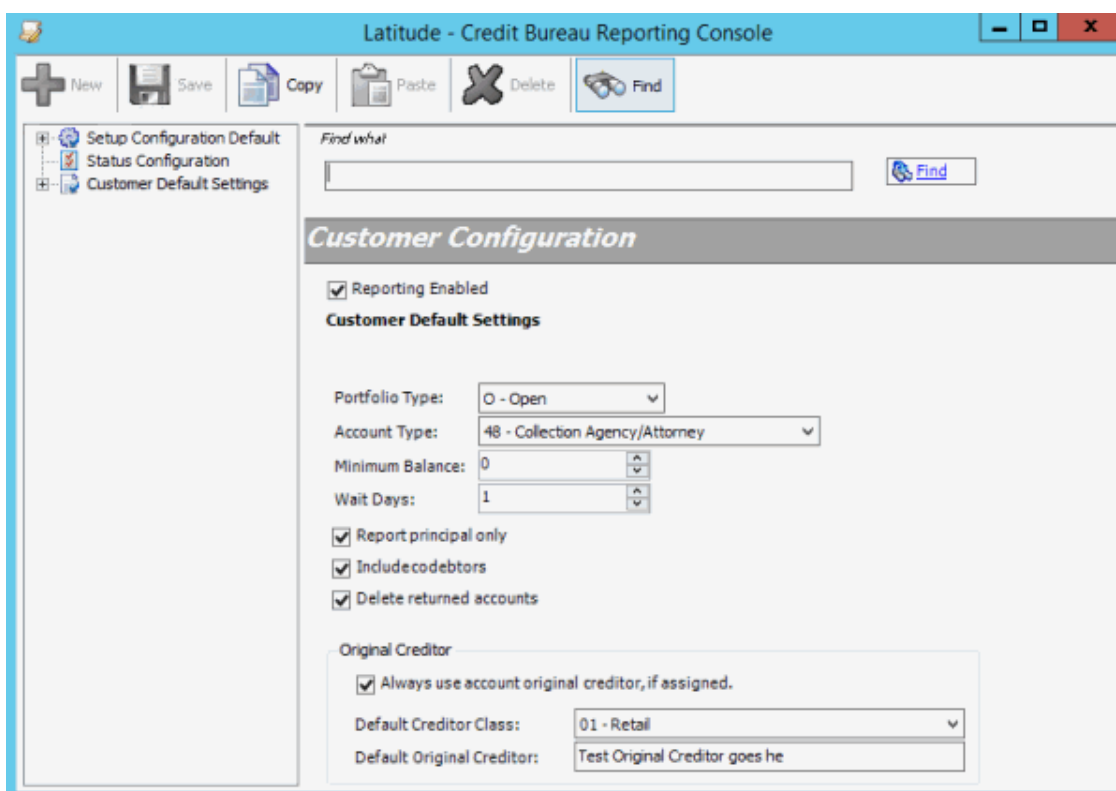 Latitude - Credit Bureau Reporting Console
New Save Copy Paste Delete Find
Setup Configuration Default
Status Configuration
Customer Default Settings
Find what
Find
Customer Configuration
Reporting Enabled
Customer Default Settings
Portfolio Type: O - Open
Account Type: 48 - Collection Agency/Attorney
Minimum Balance: 0
Wait Days: 1
Report principal only
Include codebtors
Delete returned accounts
Original Creditor
Always use account original creditor, if assigned.
Default Creditor Class: 01 - Retail
Default Original Creditor: Test Original Creditor goes he